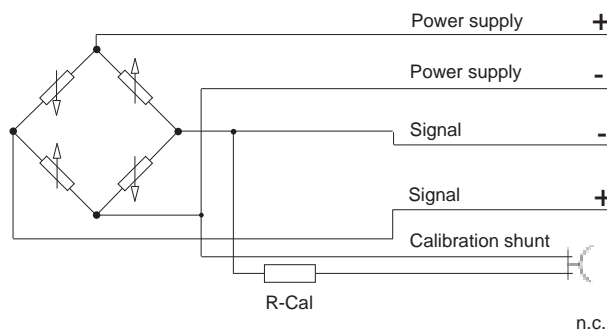 Power supply +
Power supply -
Signal -
Signal +
Calibration shunt
R-Cal
n.c.